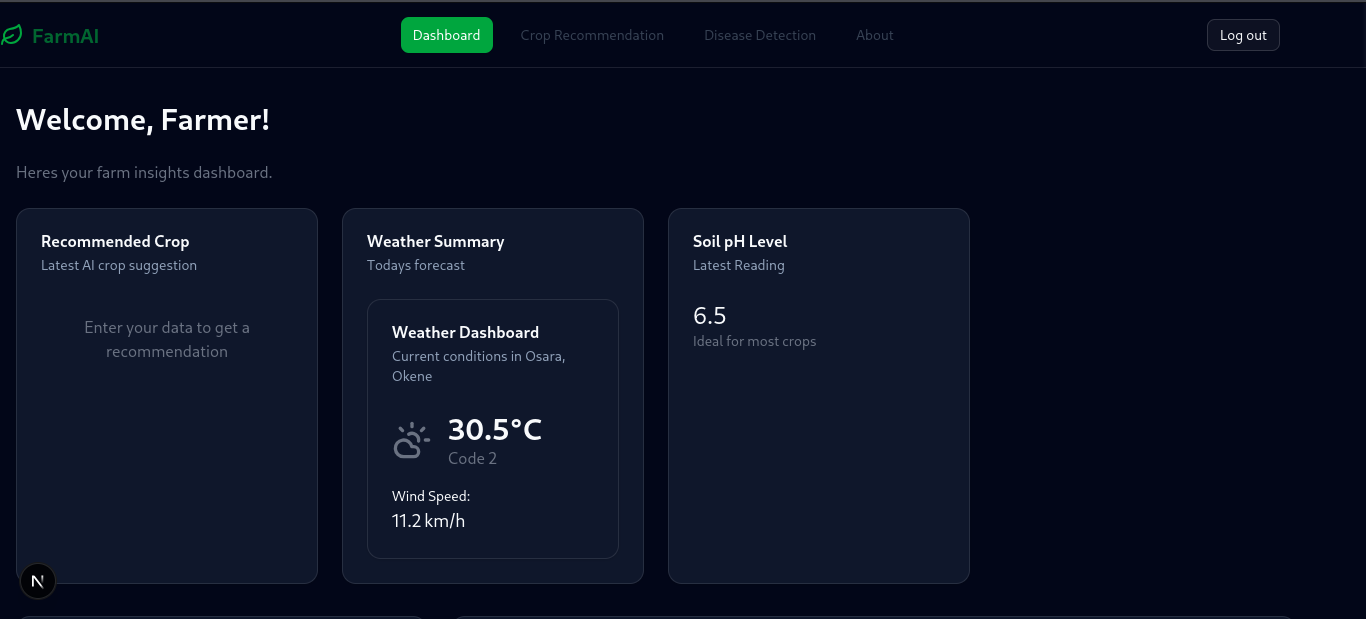 FarmAI
Dashboard
Crop Recommendation
Disease Detection
About
Log out
Welcome, Farmer!
Heres your farm insights dashboard.
Recommended Crop
Latest AI crop suggestion
Enter your data to get a
recommendation
Weather Summary
Todays forecast
Weather Dashboard
Current conditions in Osara,
Okene
30.5°C
Code 2
Wind Speed:
11.2 km/h
Soil pH Level
Latest Reading
6.5
Ideal for most crops
N